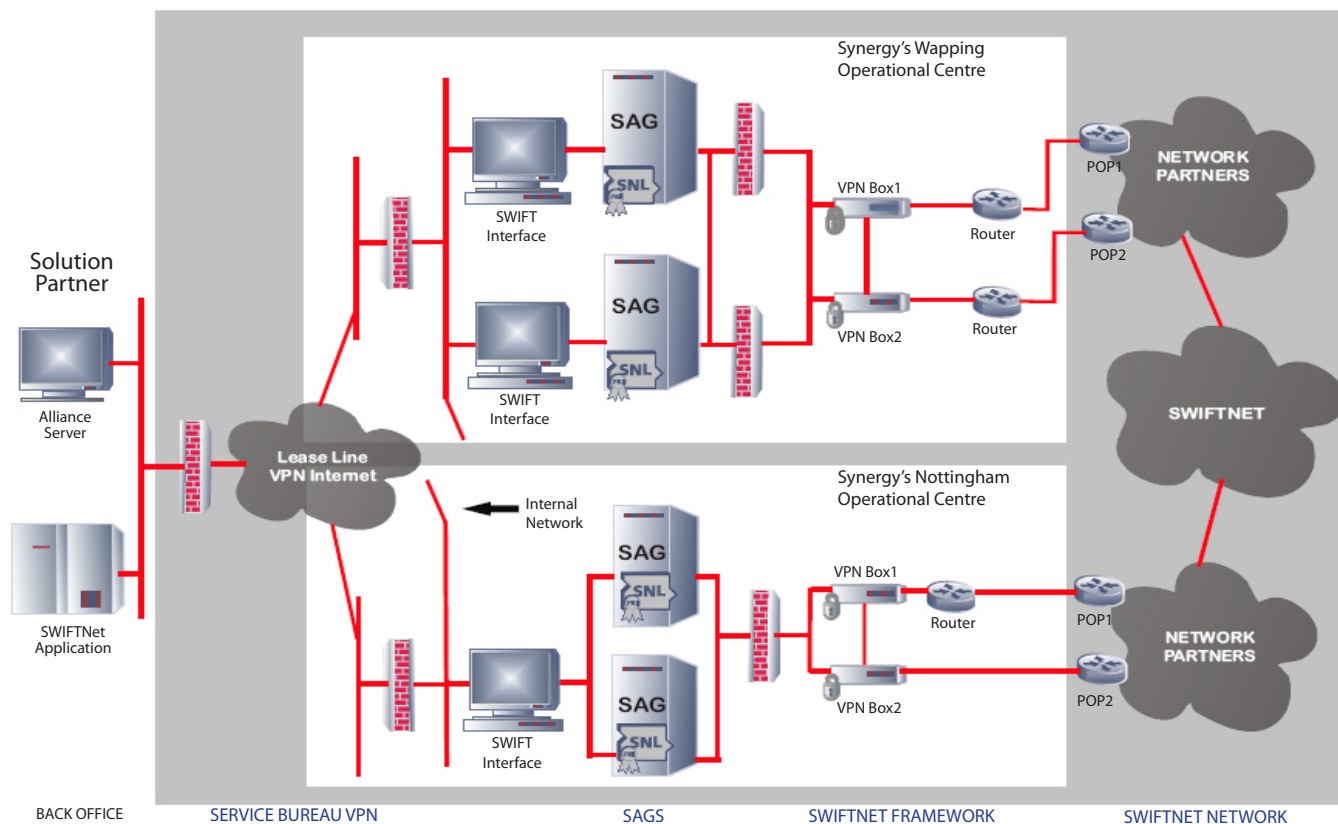 Synergy's Wapping
Operational Centre
SAG
SNL
SWIFT
Interface
SAG
SNL
SWIFT
Interface
VPN Box1
VPN Box2
Router
Router
POP1
POP2
NETWORK
PARTNERS
Solution
Partner
Alliance
Server
SWIFTNet
Application
Lease Line
VPN Internet
SWIFTNET
Synergy's Nottingham
Operational Centre
Internal
Network
SAG
SNL
SAG
SNL
SWIFT
Interface
VPN Box1
VPN Box2
Router
POP1
POP2
NETWORK
PARTNERS
BACK OFFICE
SERVICE BUREAU VPN
SAGS
SWIFTNET FRAMEWORK
SWIFTNET NETWORK